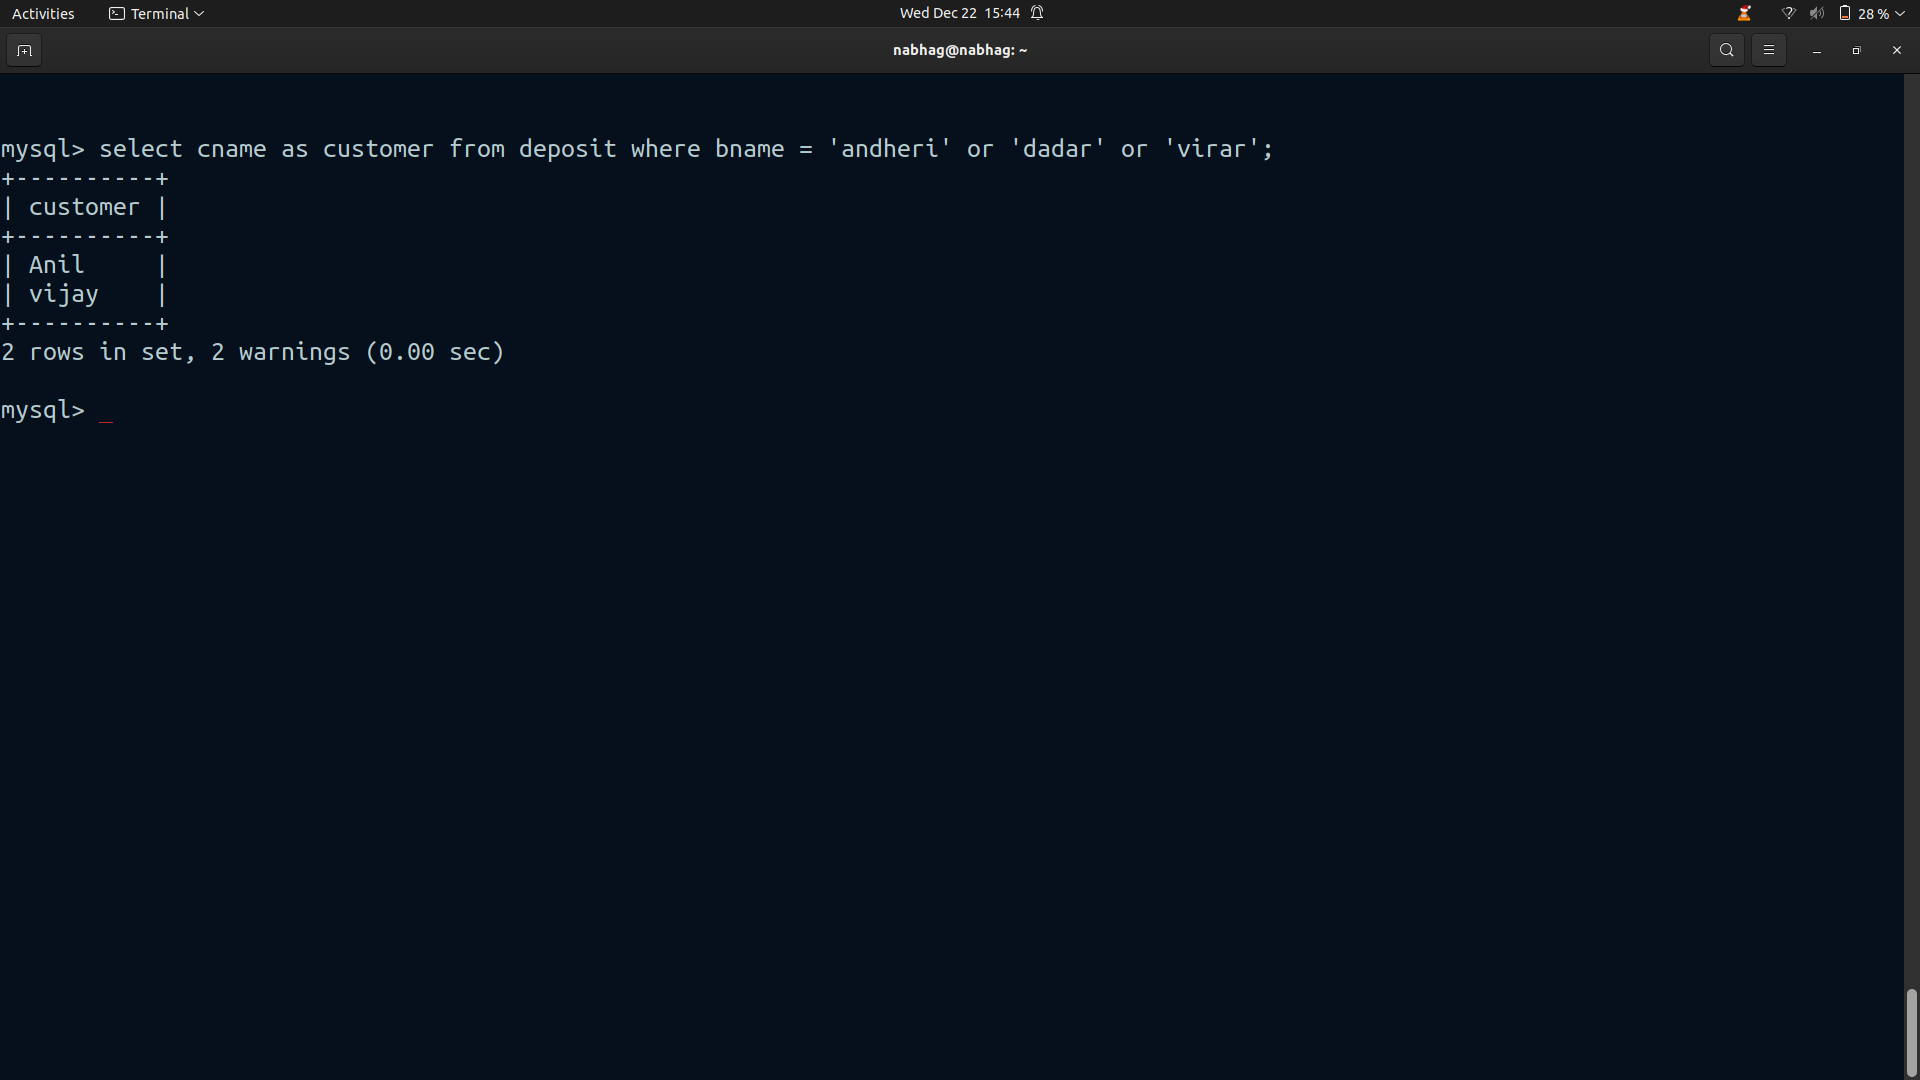 Activities Terminal Wed Dec 22 15:44 28 %
nabhag@nabhag: ~
mysql> select cname as customer from deposit where bname = 'andheri' or 'dadar' or 'virar';
+----------+
| customer |
+----------+
| Anil     |
| vijay    |
+----------+
2 rows in set, 2 warnings (0.00 sec)
mysql> _